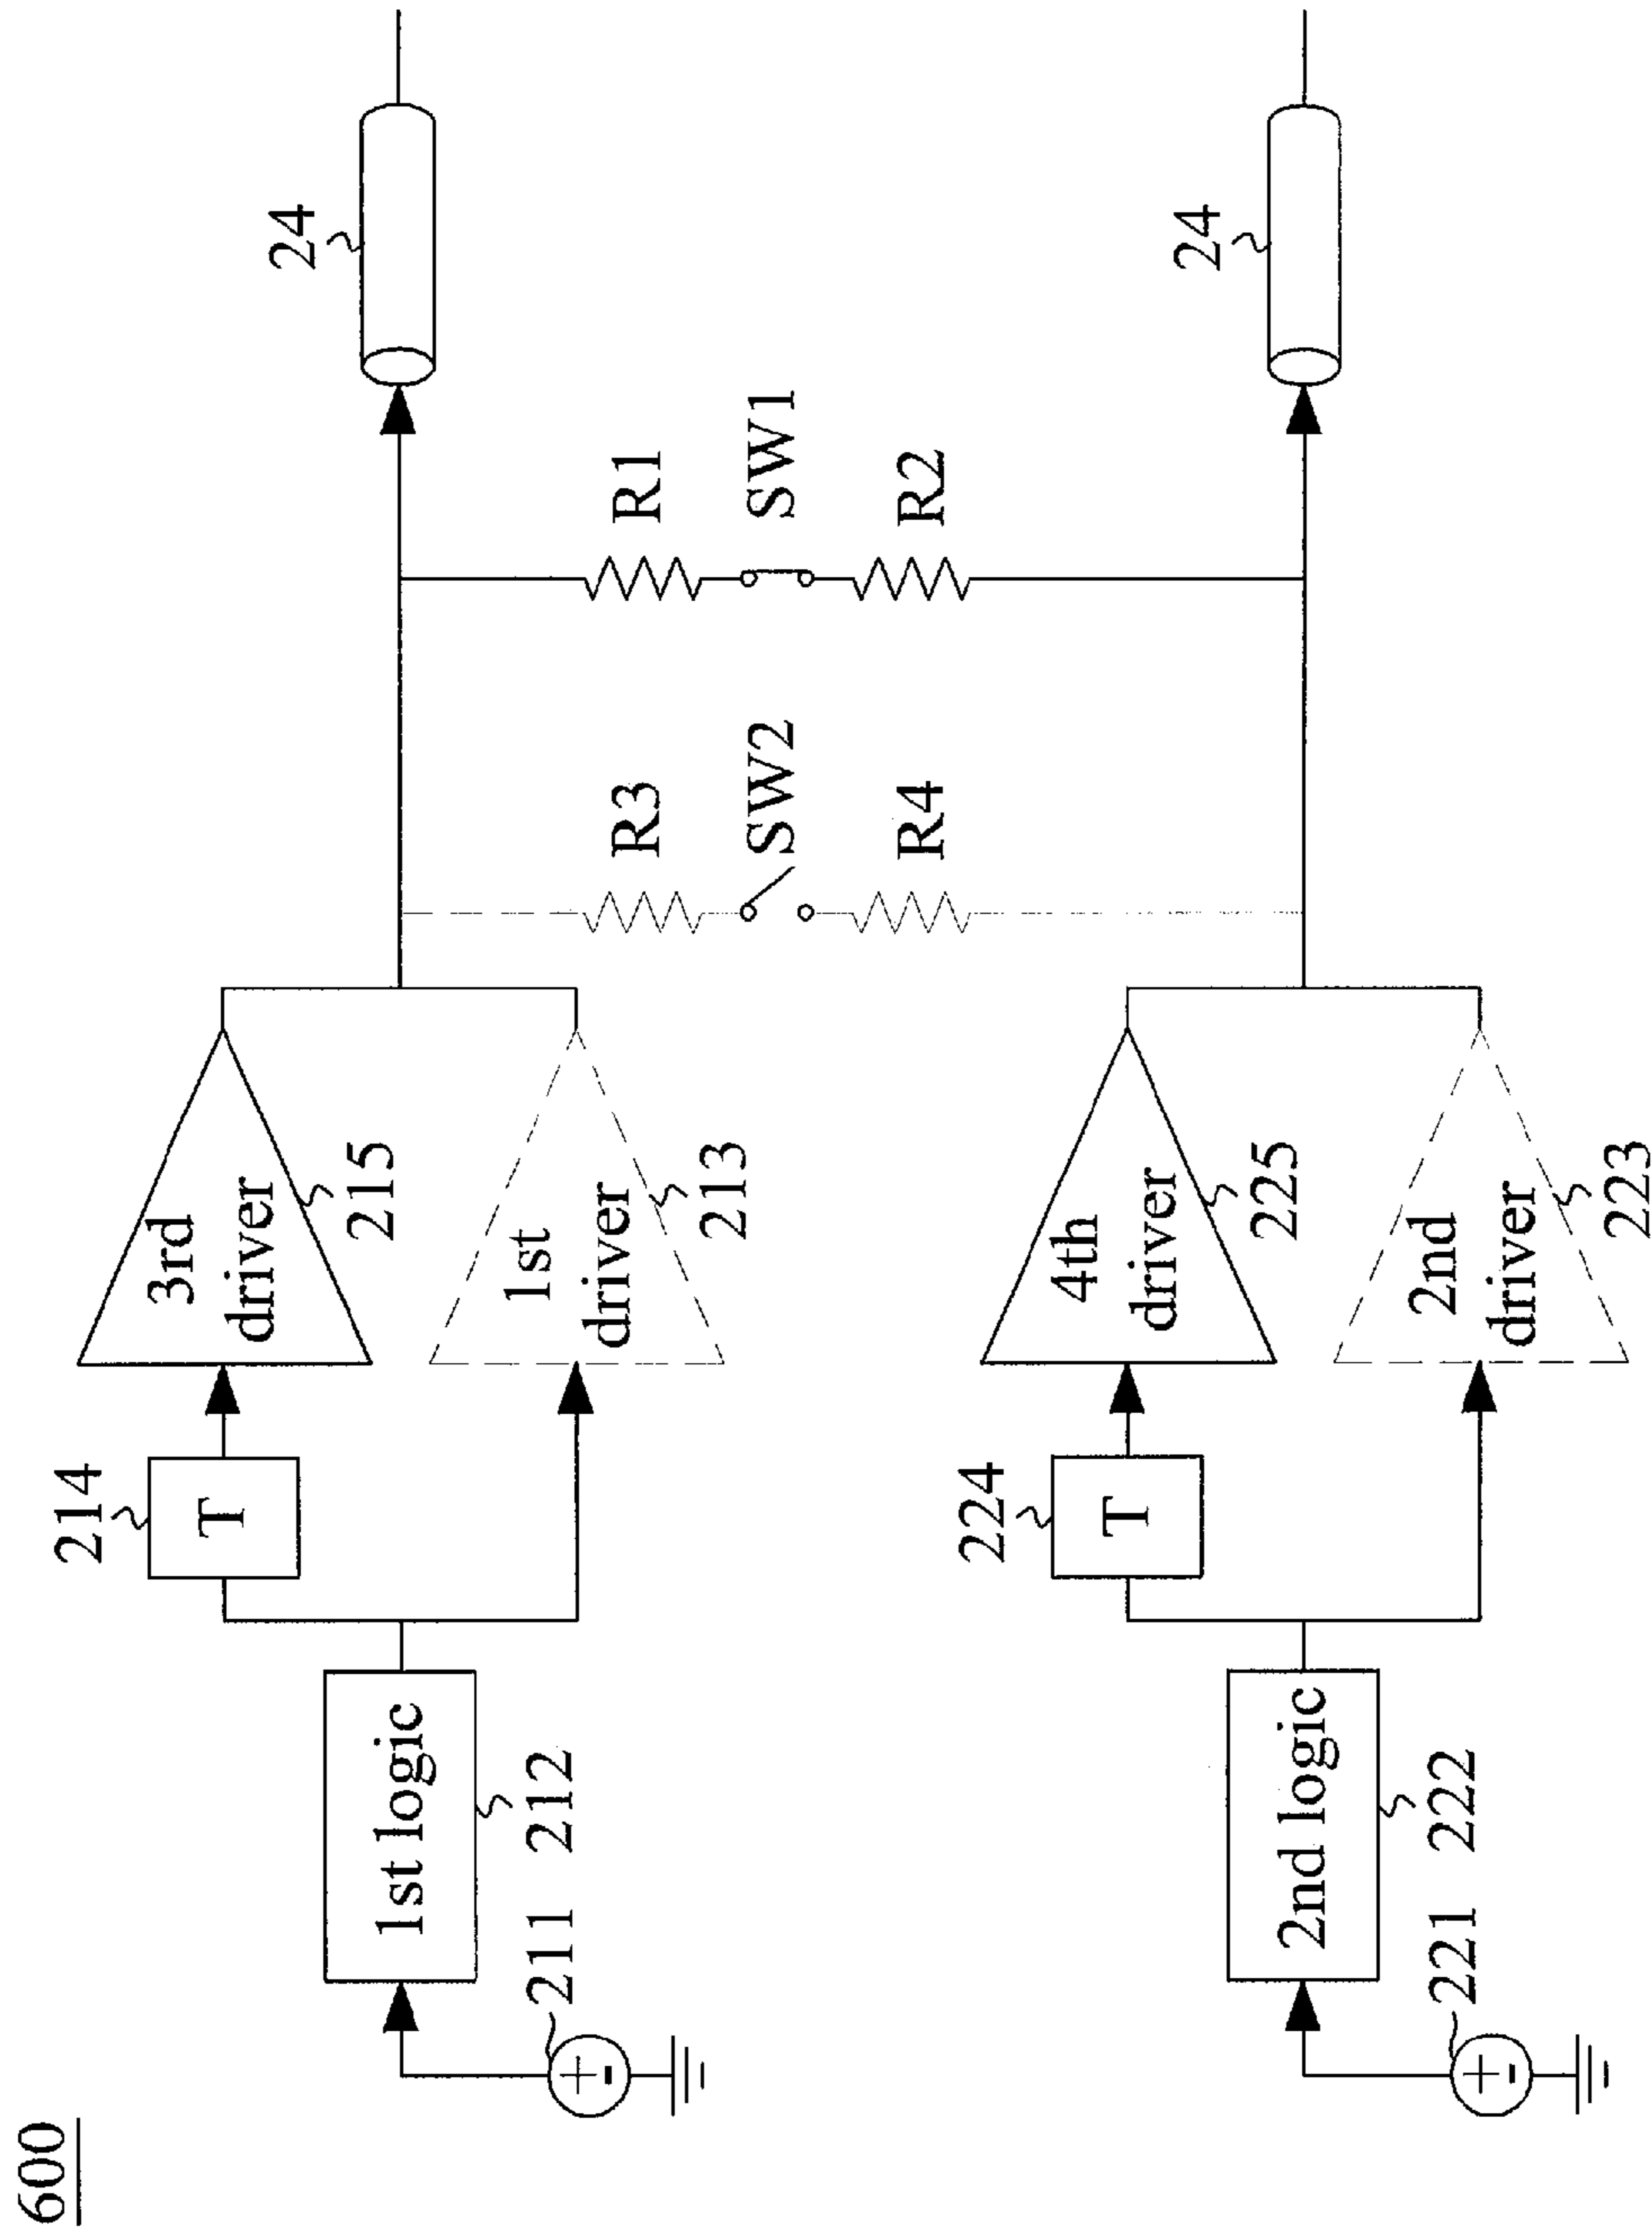 600
211
212
1st logic
214
T
3rd
driver
215
1st
driver
213
R3
SW2
R4
R1
SW1
R2
24
221
222
2nd logic
224
T
4th
driver
225
2nd
driver
223
24
+
-
+
-